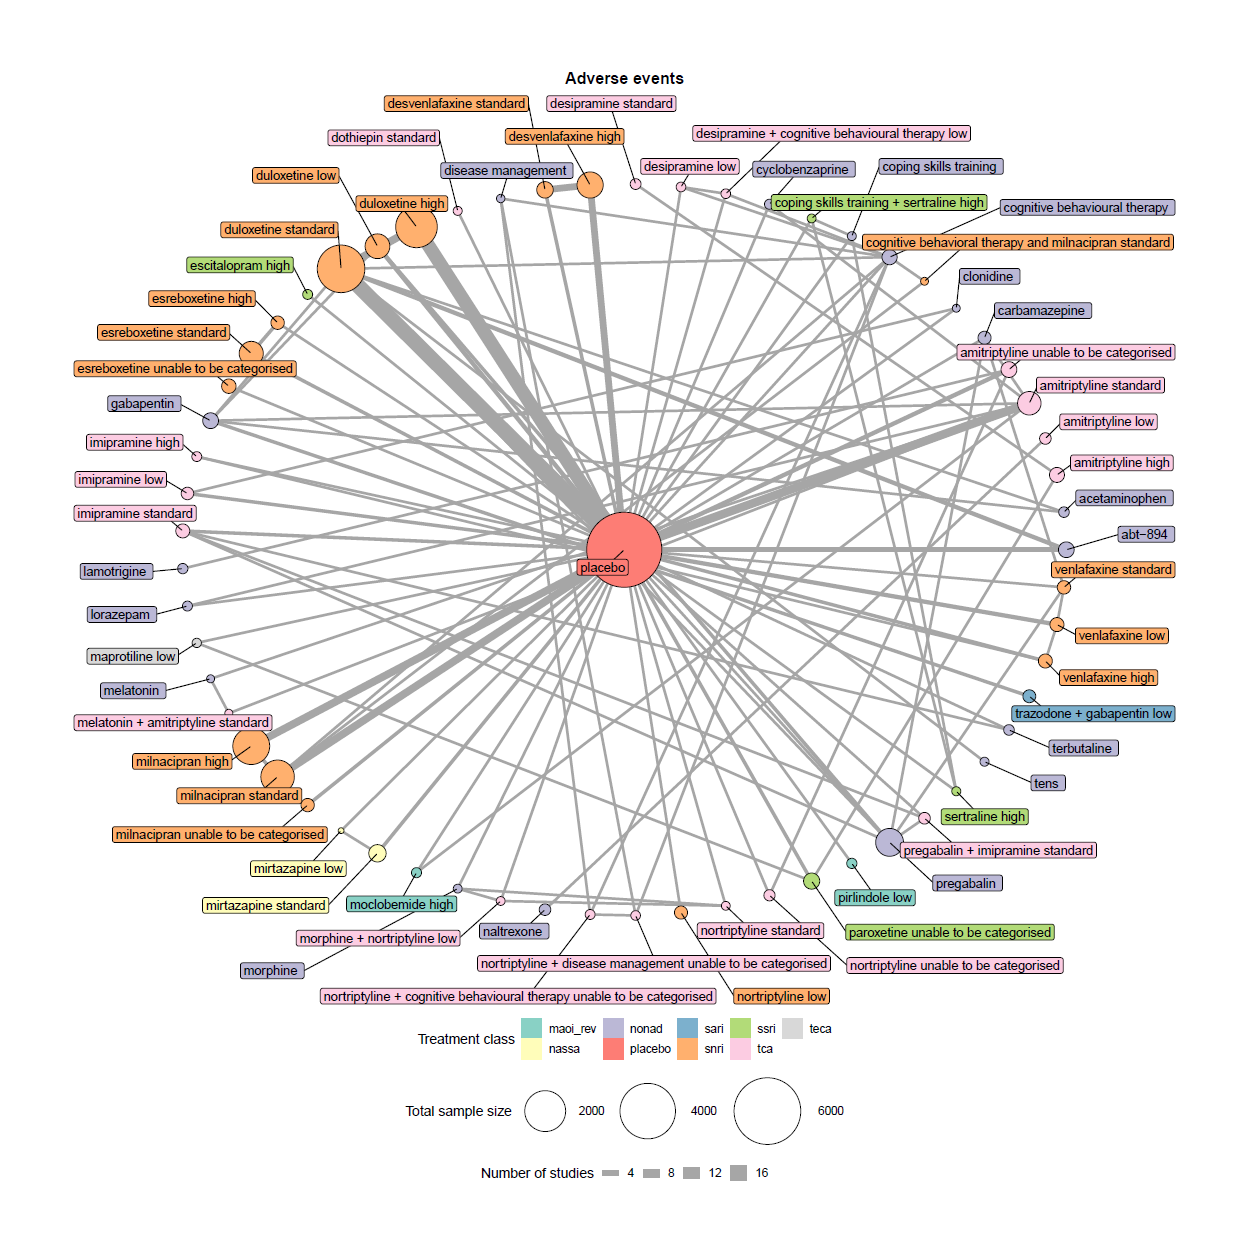 Adverse events
desvenlafaxine standard
desipramine standard
dothiepin standard
desvenlafaxine high
desipramine + cognitive behavioural therapy low
disease management
desipramine low
cyclobenzaprine
coping skills training
duloxetine low
duloxetine high
coping skills training + sertraline high
cognitive behavioural therapy
duloxetine standard
cognitive behavioral therapy and milnacipran standard
escitalopram high
clonidine
esreboxetine high
carbamazepine
esreboxetine standard
amitriptyline unable to be categorised
esreboxetine unable to be categorised
amitriptyline standard
gabapentin
amitriptyline low
imipramine high
amitriptyline high
imipramine low
acetaminophen
imipramine standard
abt−894
placebo
lamotrigine
venlafaxine standard
lorazepam
venlafaxine low
maprotiline low
venlafaxine high
melatonin
trazodone + gabapentin low
melatonin + amitriptyline standard
terbutaline
milnacipran high
tens
milnacipran standard
sertraline high
milnacipran unable to be categorised
pregabalin + imipramine standard
mirtazapine low
pregabalin
mirtazapine standard
moclobemide high
pirlindole low
morphine + nortriptyline low
naltrexone
nortriptyline standard
paroxetine unable to be categorised
morphine
nortriptyline + disease management unable to be categorised
nortriptyline unable to be categorised
nortriptyline + cognitive behavioural therapy unable to be categorised
nortriptyline low
Treatment class
maoi_rev
nonad
sari
ssri
teca
nassa
placebo
snri
tca
Total sample size
2000
4000
6000
Number of studies
4
8
12
16